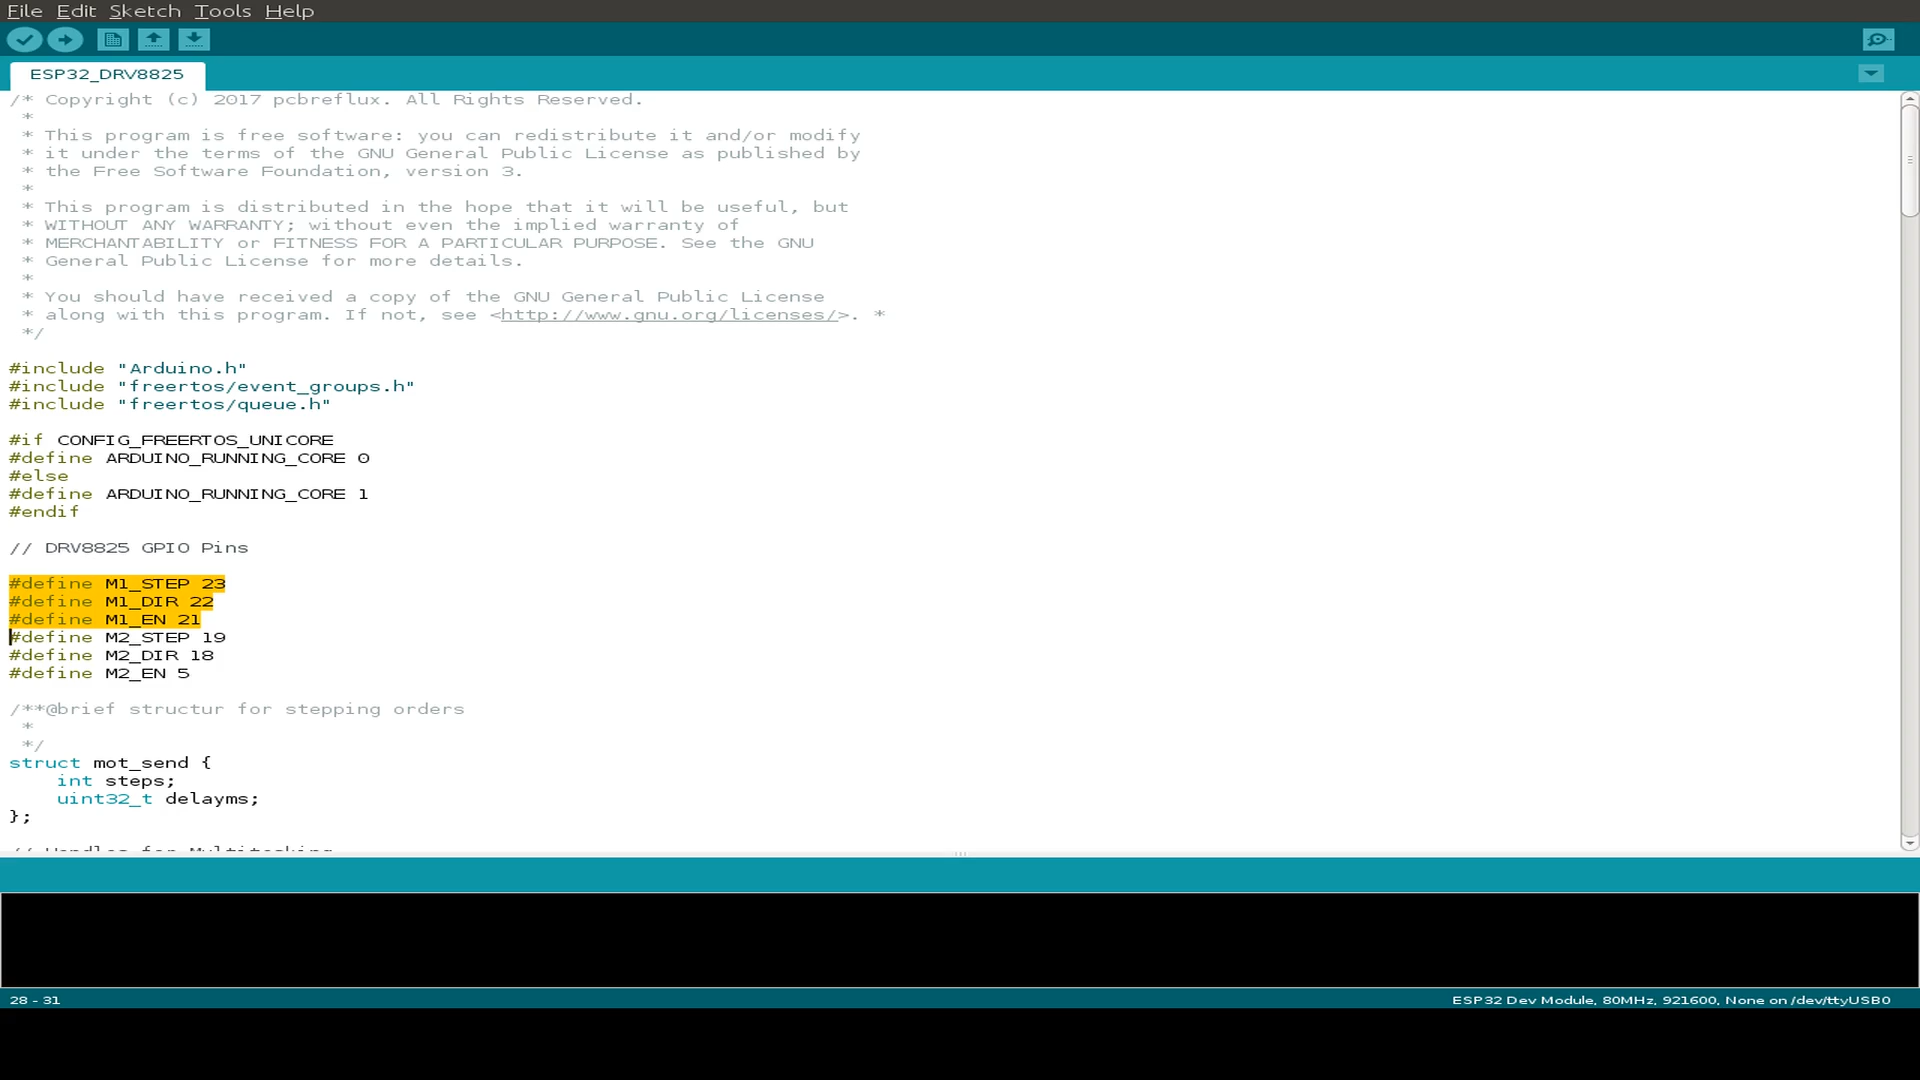 File Edit Sketch Tools Help
ESP32_DRV8825
/* Copyright (c) 2017 pcbreflux. All Rights Reserved.
 *
 * This program is free software: you can redistribute it and/or modify
 * it under the terms of the GNU General Public License as published by
 * the Free Software Foundation, version 3.
 *
 * This program is distributed in the hope that it will be useful, but
 * WITHOUT ANY WARRANTY; without even the implied warranty of
 * MERCHANTABILITY or FITNESS FOR A PARTICULAR PURPOSE. See the GNU
 * General Public License for more details.
 *
 * You should have received a copy of the GNU General Public License
 * along with this program. If not, see <http://www.gnu.org/licenses/>. *
 */
#include "Arduino.h"
#include "freertos/event_groups.h"
#include "freertos/queue.h"
#if CONFIG_FREERTOS_UNICORE
#define ARDUINO_RUNNING_CORE 0
#else
#define ARDUINO_RUNNING_CORE 1
#endif
// DRV8825 GPIO Pins
#define M1_STEP 23
#define M1_DIR 22
#define M1_EN 21
#define M2_STEP 19
#define M2_DIR 18
#define M2_EN 5
/**@brief structur for stepping orders
 *
 */
struct mot_send {
    int steps;
    uint32_t delayms;
};
// Handles for Multitasking
28 - 31
ESP32 Dev Module, 80MHz, 921600, None on /dev/ttyUSB0